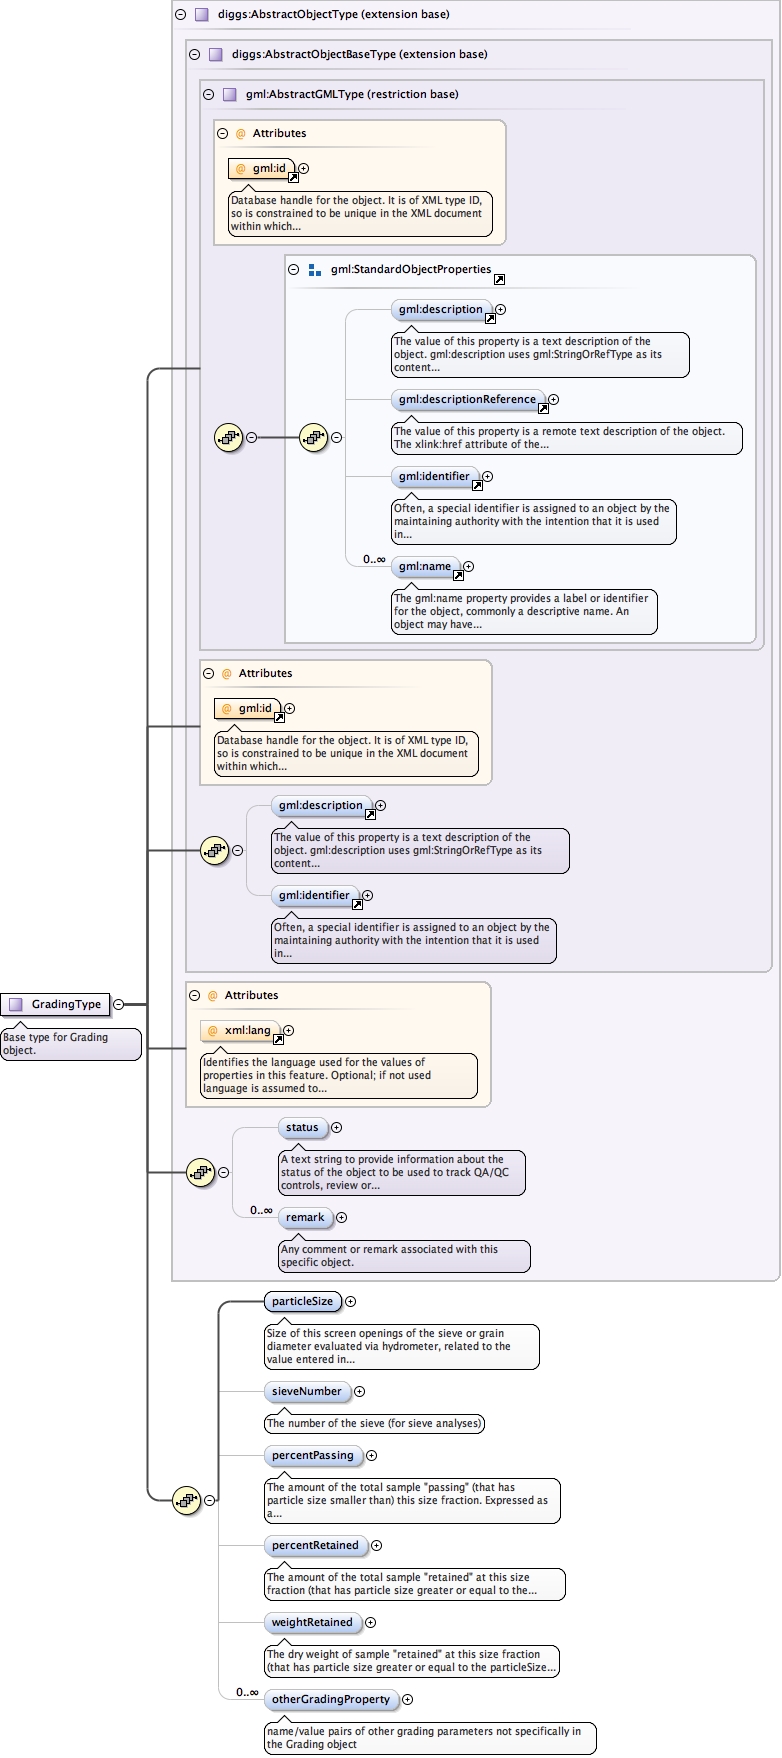 diggs:AbstractObjectType (extension base)
diggs:AbstractObjectBaseType (extension base)
gml:AbstractGMLType (restriction base)
@ Attributes
@ gml:id
Database handle for the object. It is of XML type ID,
so is constrained to be unique in the XML document
within which...
gml:StandardObjectProperties
gml:description
The value of this property is a text description of the
object. gml:description uses gml:StringOrRefType as its
content...
gml:descriptionReference
The value of this property is a remote text description of the object.
The xlink:href attribute of the...
gml:identifier
Often, a special identifier is assigned to an object by the
maintaining authority with the intention that it is used
in...
0..∞
gml:name
The gml:name property provides a label or identifier
for the object, commonly a descriptive name. An
object may have...
@ Attributes
@ gml:id
Database handle for the object. It is of XML type ID,
so is constrained to be unique in the XML document
within which...
gml:description
The value of this property is a text description of the
object. gml:description uses gml:StringOrRefType as its
content...
gml:identifier
Often, a special identifier is assigned to an object by the
maintaining authority with the intention that it is used
in...
GradingType
Base type for Grading
object.
@ Attributes
@ xml:lang
Identifies the language used for the values of
properties in this feature. Optional; if not used
language is assumed to...
status
A text string to provide information about the
status of the object to be used to track QA/QC
controls, review or...
0..∞
remark
Any comment or remark associated with this
specific object.
particleSize
Size of this screen openings of the sieve or grain
diameter evaluated via hydrometer, related to the
value entered in...
sieveNumber
The number of the sieve (for sieve analyses)
percentPassing
The amount of the total sample "passing" (that has
particle size smaller than) this size fraction. Expressed as
a...
percentRetained
The amount of the total sample "retained" at this size
fraction (that has particle size greater or equal to the...
weightRetained
The dry weight of sample "retained" at this size fraction
(that has particle size greater or equal to the particleSize...
0..∞
otherGradingProperty
name/value pairs of other grading parameters not specifically in
the Grading object